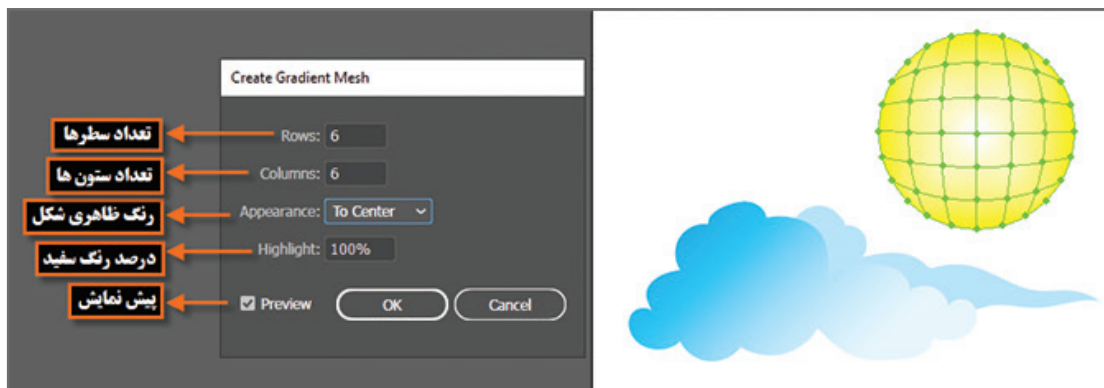 Create Gradient Mesh
تعداد سطرها
Rows: 6
تعداد ستون ها
Columns: 6
رنگ ظاهری شکل
Appearance: To Center
درصد رنگ سفید
Highlight: 100%
پیش نمایش
Preview
OK
Cancel